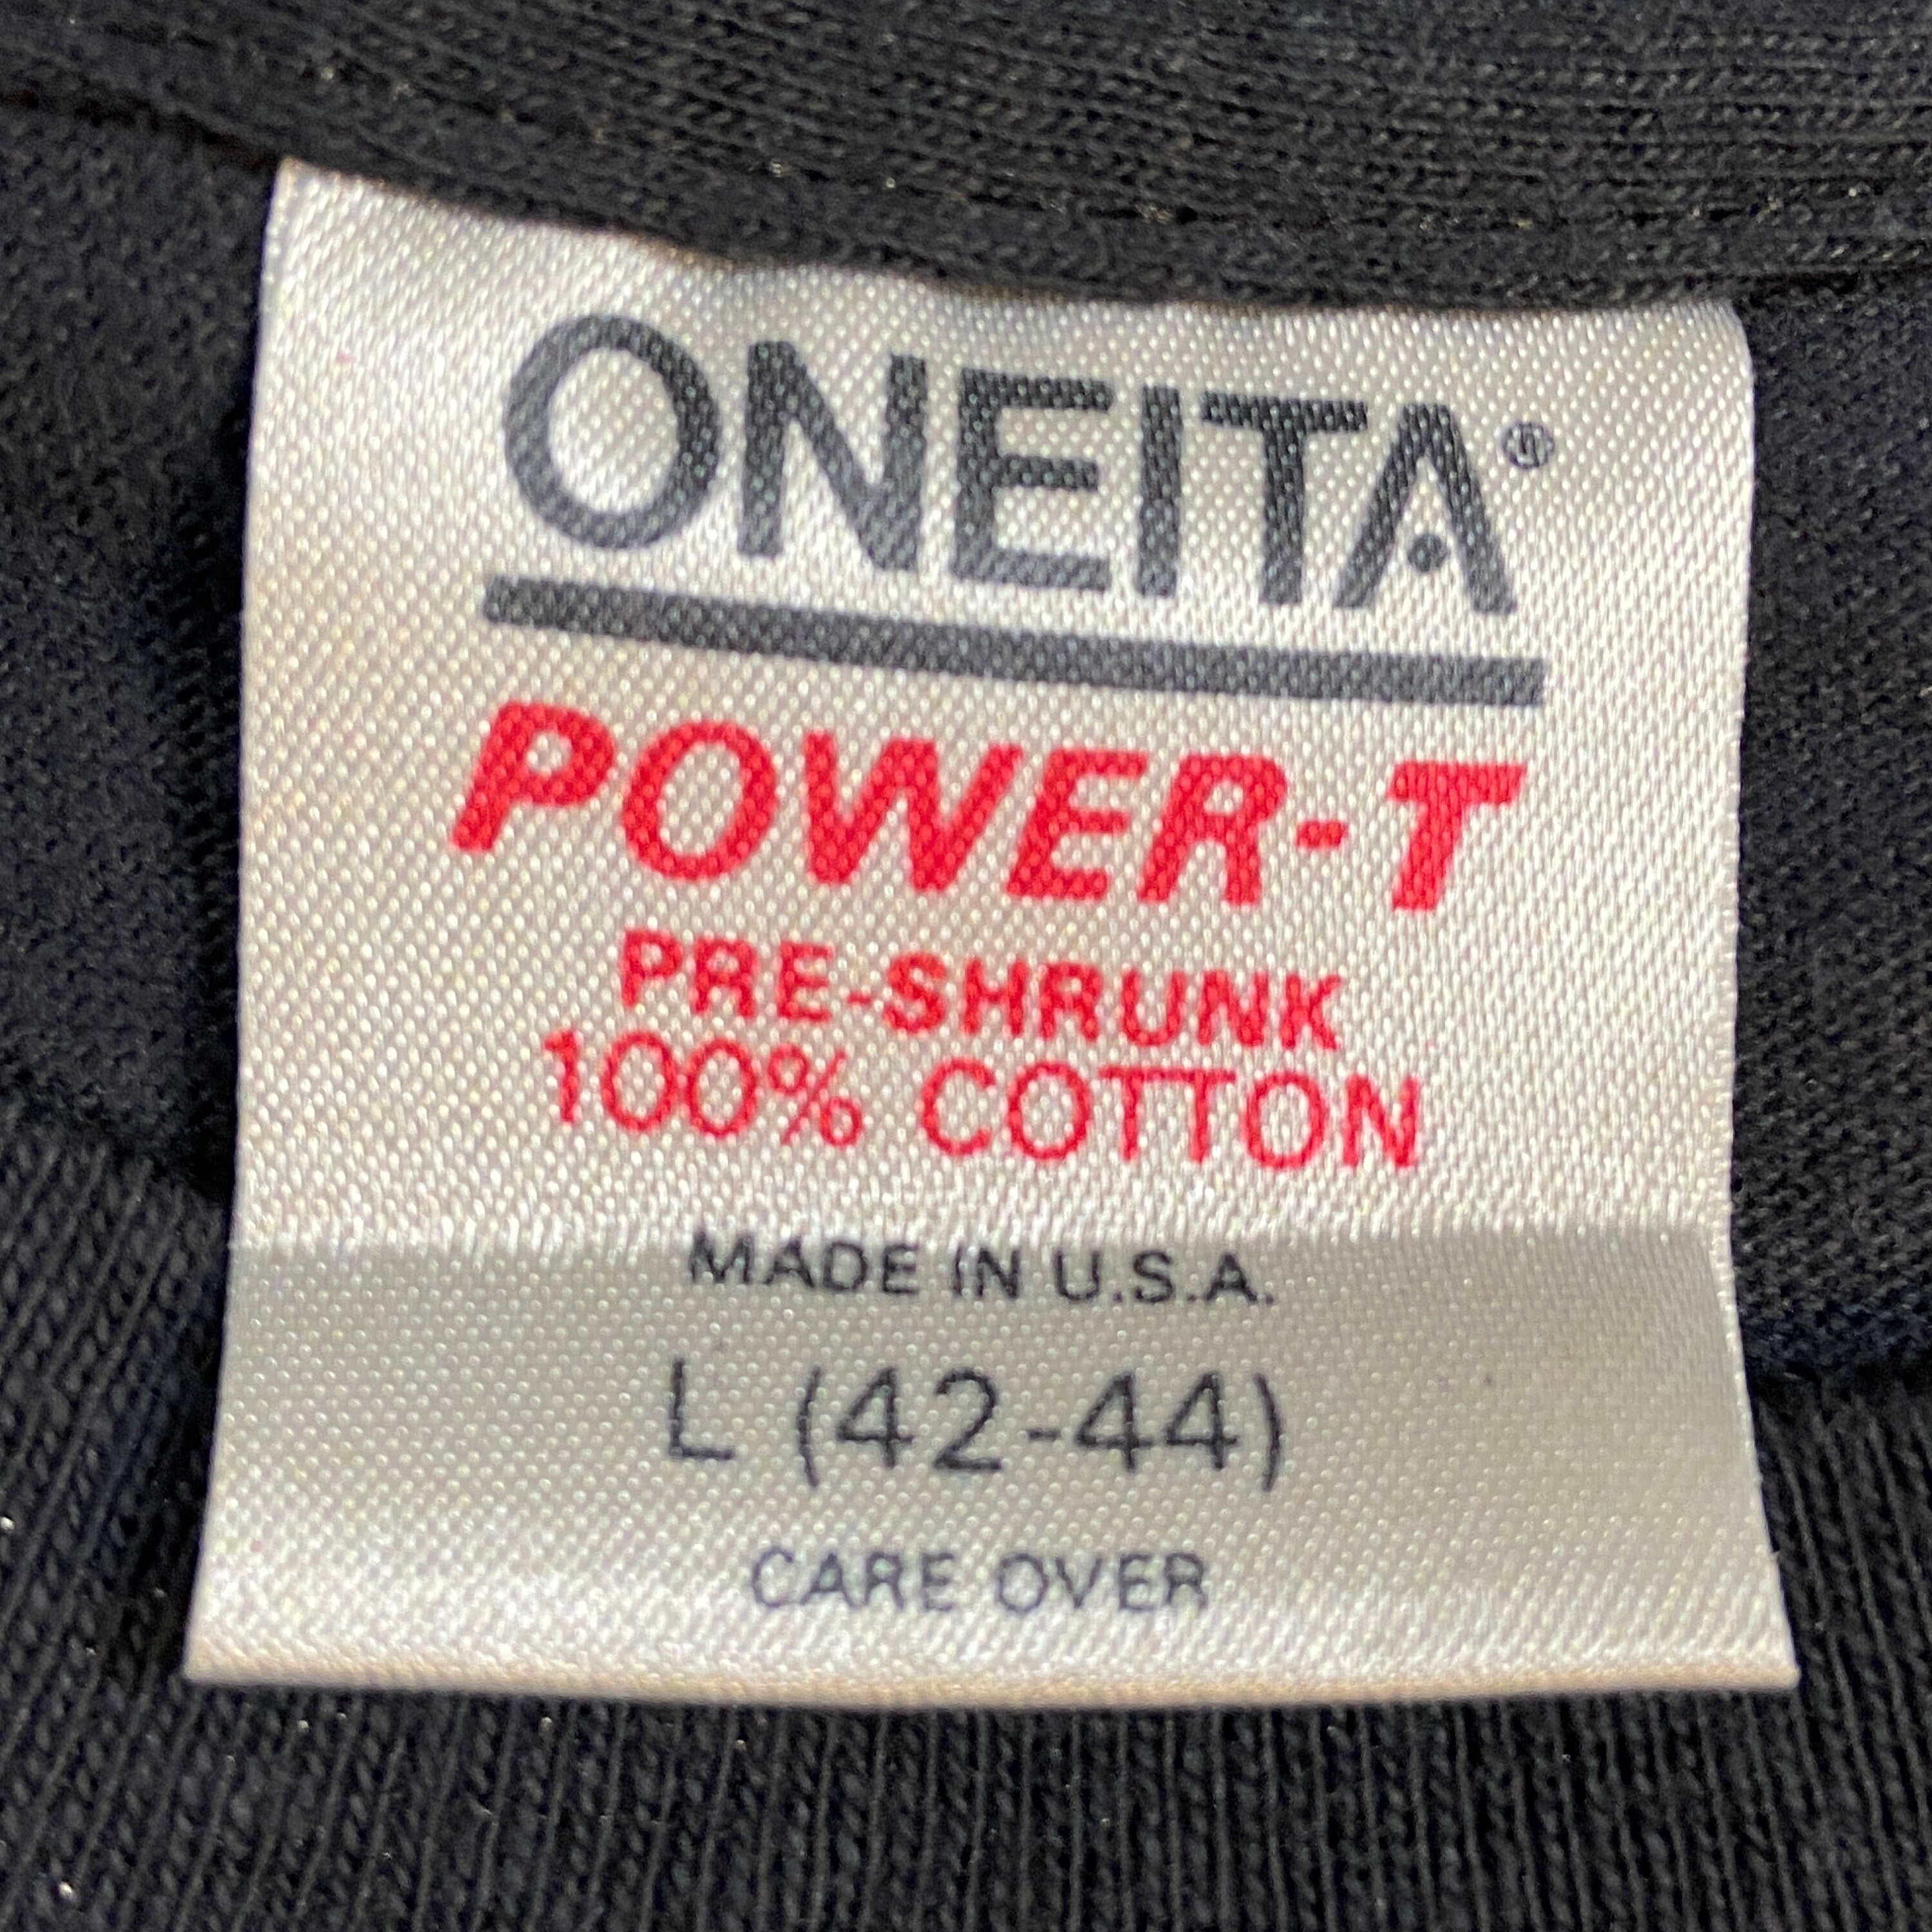 ONEITA®
POWER-T
PRE-SHRUNK
100% COTTON
MADE IN U.S.A.
L (42-44)
CARE OVER